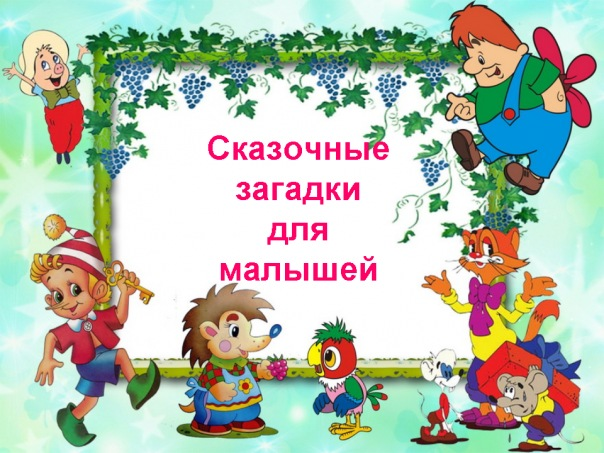 Сказочные
загадки
для
малышей